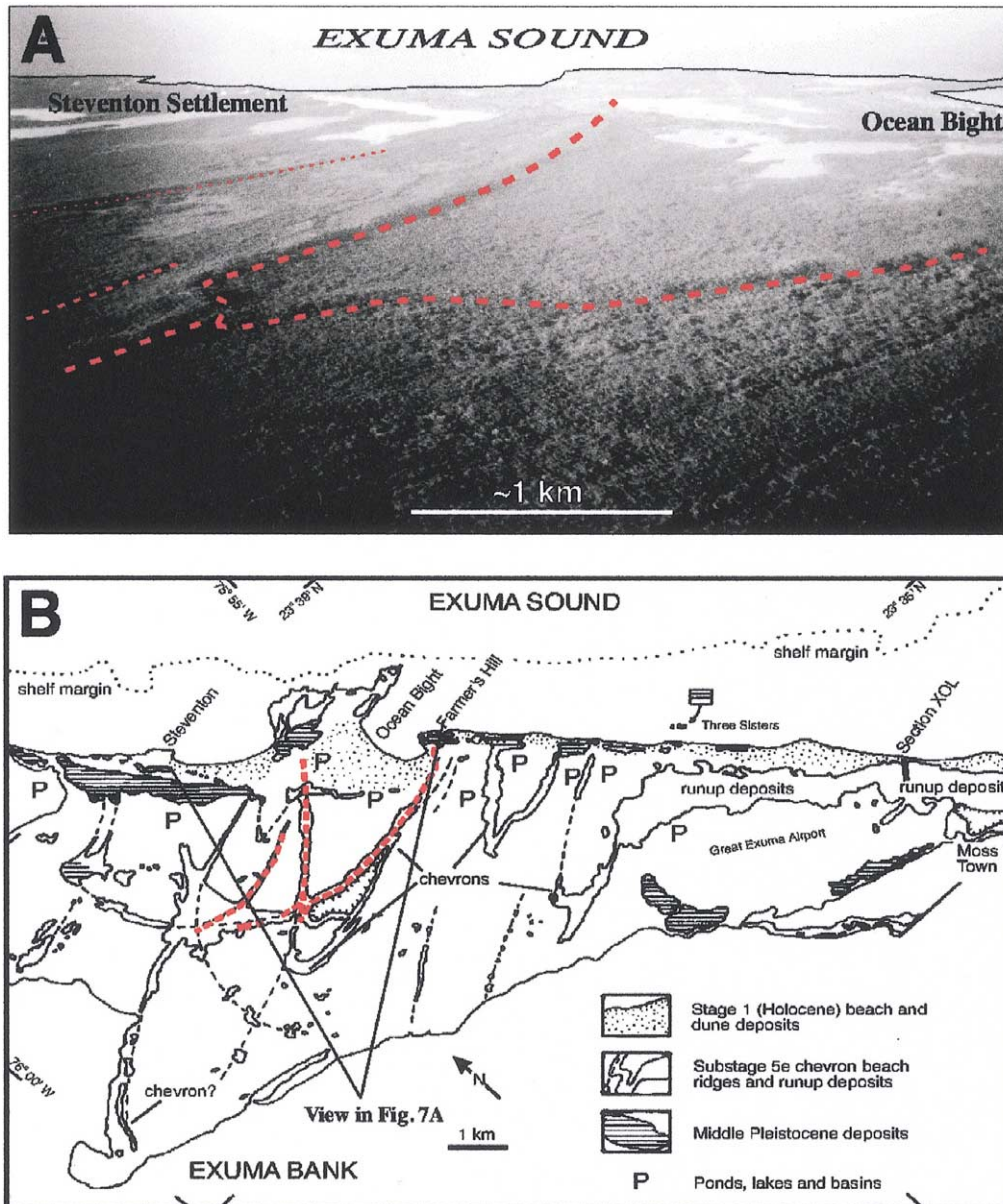 A
EXUMA SOUND
Steventon Settlement
Ocean Bight
~1 km
B
75° 55' W
23° 38' N
EXUMA SOUND
23° 35' N
shelf margin
shelf margin
Steventon
Ocean Bight
Farmer's Hill
Three Sisters
Section XOL
P
P
P
P
P
P
P
P
P
runup deposits
runup deposit
Great Exuma Airport
Moss
Town
chevrons
76° 00' W
chevron?
View in Fig. 7A
N
1 km
EXUMA BANK
Stage 1 (Holocene) beach and
dune deposits
Substage 5e chevron beach
ridges and runup deposits
Middle Pleistocene deposits
P
Ponds, lakes and basins